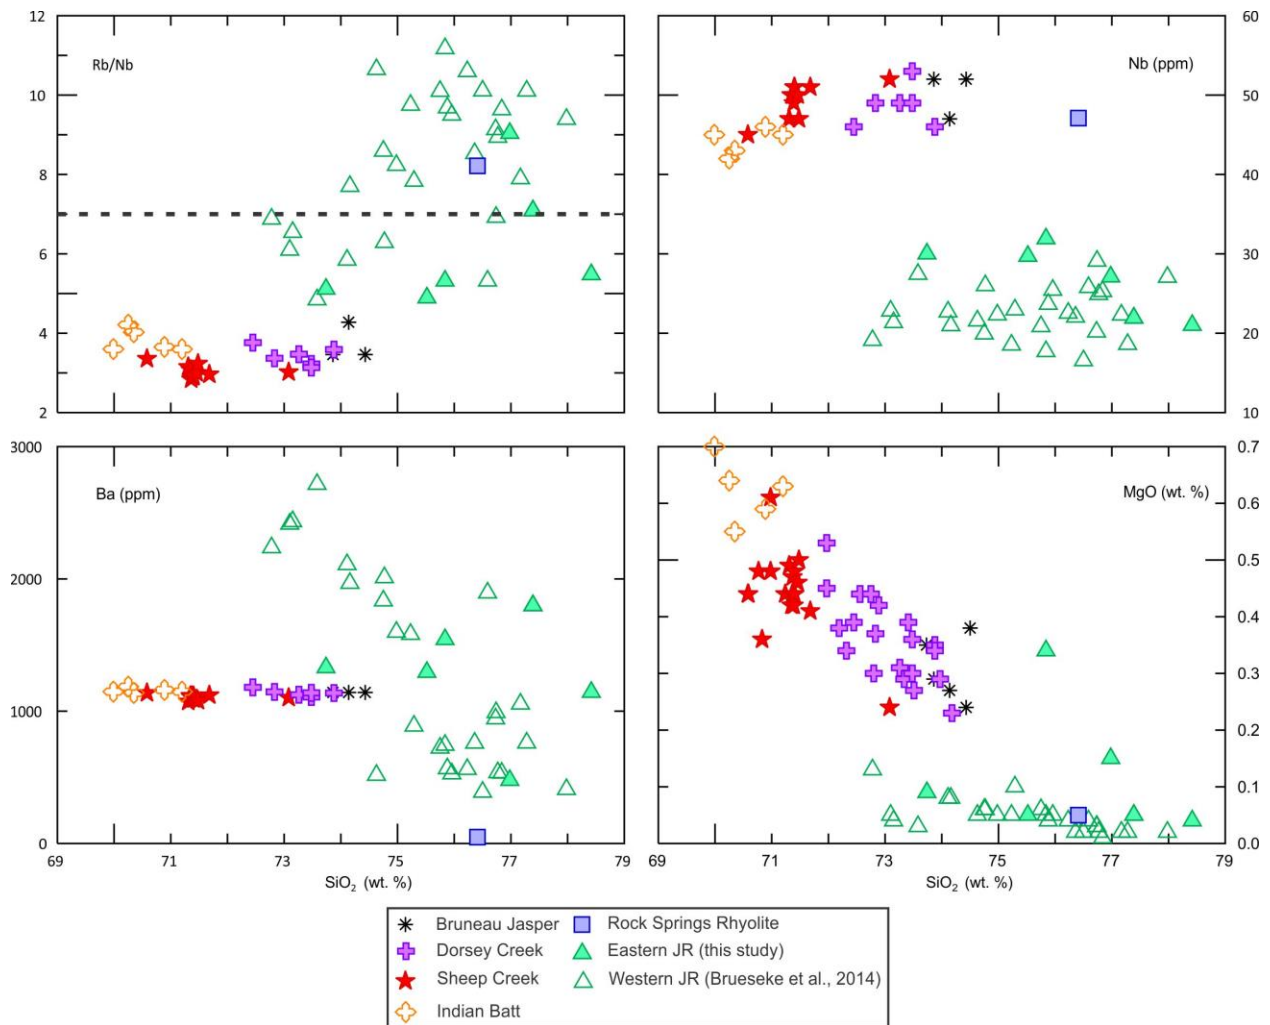 12
10
8
6
4
2
Rb/Nb
60
50
40
30
20
10
Nb (ppm)
3000
2000
1000
0
Ba (ppm)
69
71
73
75
77
79
SiO₂ (wt. %)
0.7
0.6
0.5
0.4
0.3
0.2
0.1
0.0
MgO (wt. %)
69
71
73
75
77
79
SiO₂ (wt. %)
Bruneau Jasper
Rock Springs Rhyolite
Dorsey Creek
Eastern JR (this study)
Sheep Creek
Western JR (Brueseke et al., 2014)
Indian Batt